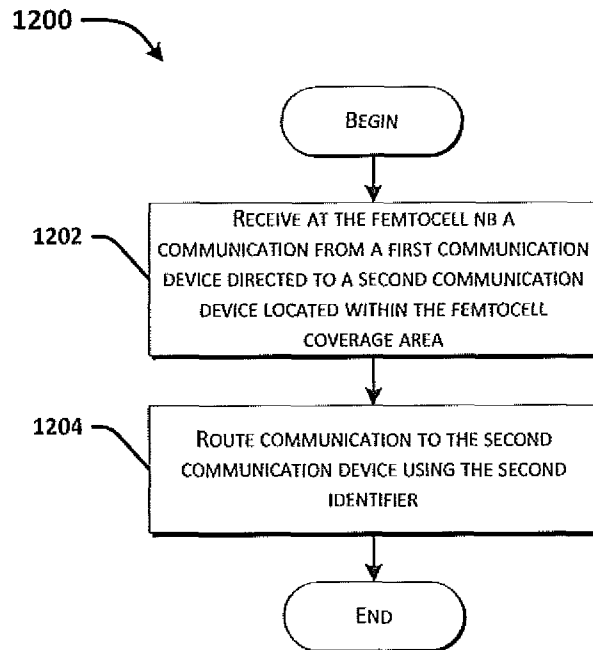 1200
BEGIN
1202
RECEIVE AT THE FEMTOCELL NB A
COMMUNICATION FROM A FIRST COMMUNICATION
DEVICE DIRECTED TO A SECOND COMMUNICATION
DEVICE LOCATED WITHIN THE FEMTOCELL
COVERAGE AREA
1204
ROUTE COMMUNICATION TO THE SECOND
COMMUNICATION DEVICE USING THE SECOND
IDENTIFIER
END